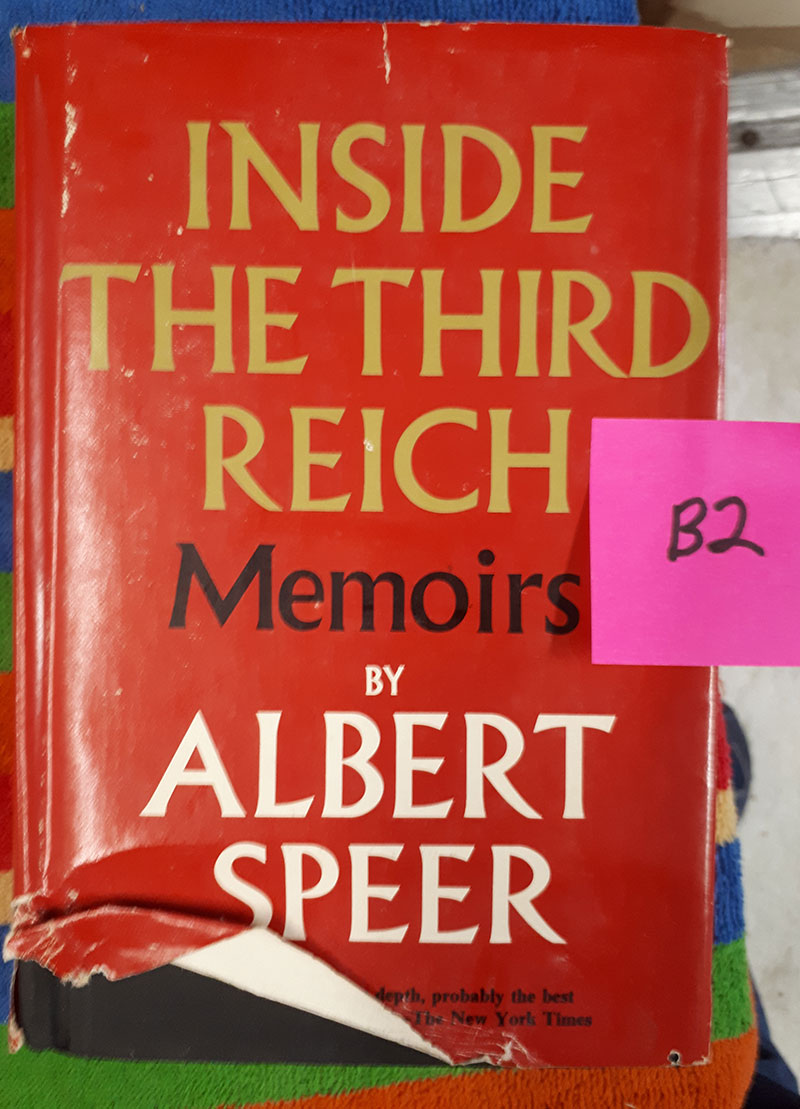 INSIDE
THE THIRD
REICH
Memoirs
BY
ALBERT
SPEER
depth, probably the best
—The New York Times
B2